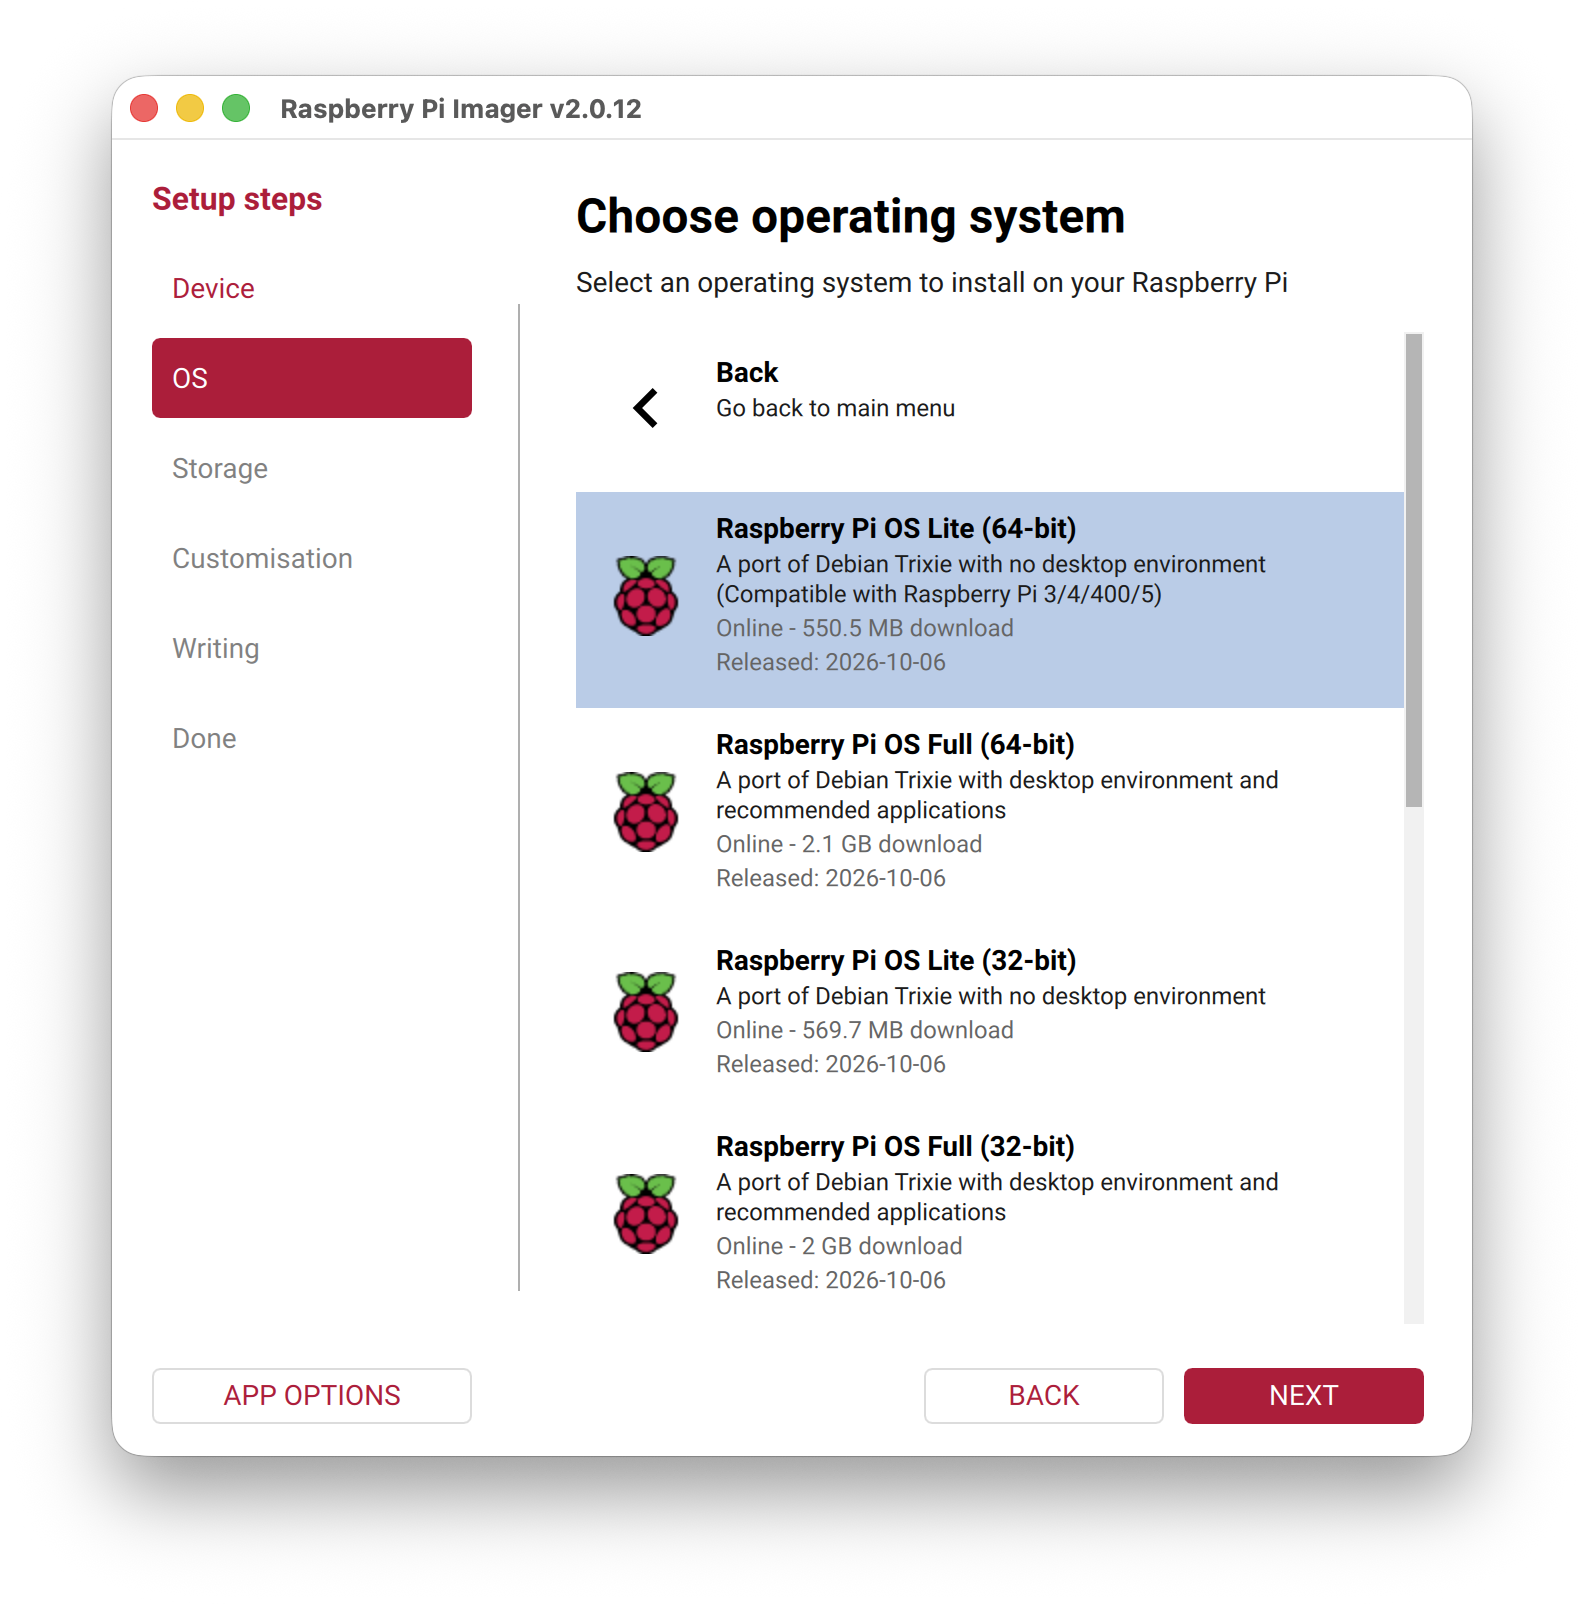 Raspberry Pi Imager v2.0.12
Setup steps
Device
OS
Storage
Customisation
Writing
Done
Choose operating system
Select an operating system to install on your Raspberry Pi
Back
Go back to main menu
Raspberry Pi OS Lite (64-bit)
A port of Debian Trixie with no desktop environment
(Compatible with Raspberry Pi 3/4/400/5)
Online - 550.5 MB download
Released: 2026-10-06
Raspberry Pi OS Full (64-bit)
A port of Debian Trixie with desktop environment and
recommended applications
Online - 2.1 GB download
Released: 2026-10-06
Raspberry Pi OS Lite (32-bit)
A port of Debian Trixie with no desktop environment
Online - 569.7 MB download
Released: 2026-10-06
Raspberry Pi OS Full (32-bit)
A port of Debian Trixie with desktop environment and
recommended applications
Online - 2 GB download
Released: 2026-10-06
APP OPTIONS
BACK
NEXT